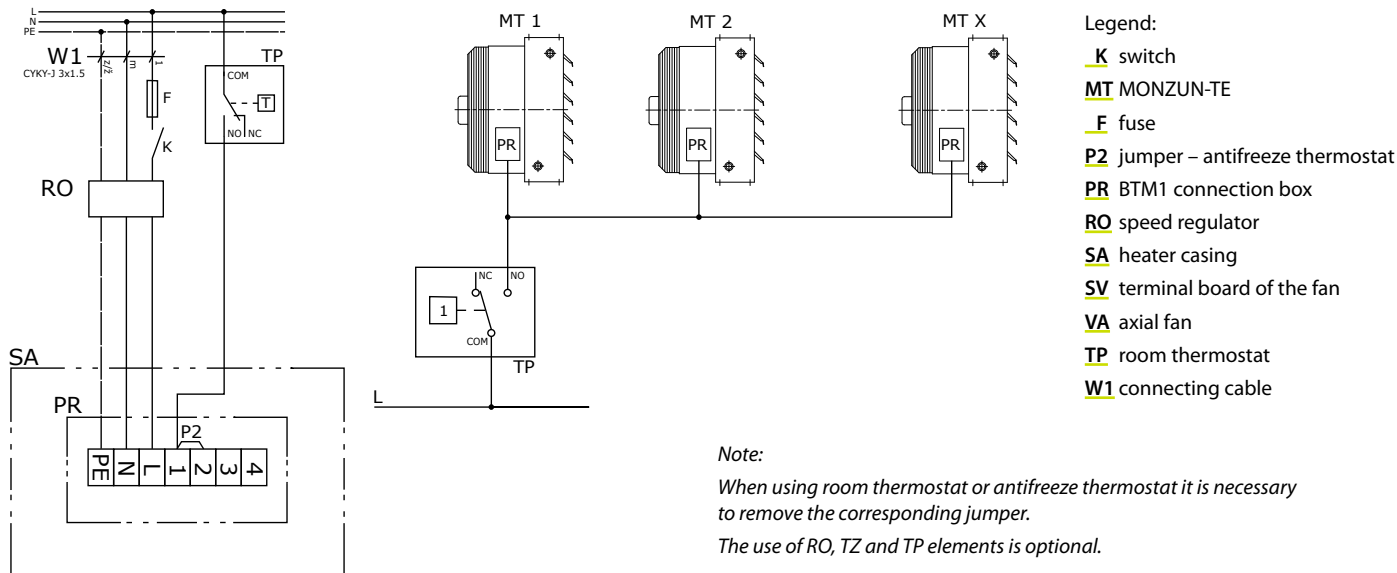 L
N
PE
W1
CYKY-J 3x1.5
z/ž
m
1
F
K
TP
COM
T
NO NC
RO
SA
PR
P2
PE N L 1 2 3 4
MT 1
MT 2
MT X
PR
PR
PR
NC
NO
1
COM
TP
L
Legend:
K switch
MT MONZUN-TE
F fuse
P2 jumper – antifreeze thermostat
PR BTM1 connection box
RO speed regulator
SA heater casing
SV terminal board of the fan
VA axial fan
TP room thermostat
W1 connecting cable
Note:
When using room thermostat or antifreeze thermostat it is necessary
to remove the corresponding jumper.
The use of RO, TZ and TP elements is optional.